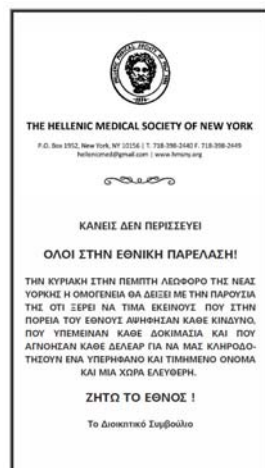 THE HELLENIC MEDICAL SOCIETY OF NEW YORK
P.O. Box 1952, New York, NY 10156 | T. 718-398-2440 F. 718-398-2449
hellenicmed@gmail.com | www.hmsny.org
ΚΑΝΕΙΣ ΔΕΝ ΠΕΡΙΣΣΕΥΕΙ
ΟΛΟΙ ΣΤΗΝ ΕΘΝΙΚΗ ΠΑΡΕΛΑΣΗ!
ΤΗΝ ΚΥΡΙΑΚΗ ΣΤΗΝ ΠΕΜΠΤΗ ΛΕΩΦΟΡΟ ΤΗΣ ΝΕΑΣ
ΥΟΡΚΗΣ Η ΟΜΟΓΕΝΕΙΑ ΘΑ ΔΕΙΞΕΙ ΜΕ ΤΗΝ ΠΑΡΟΥΣΙΑ
ΤΗΣ ΟΤΙ ΞΕΡΕΙ ΝΑ ΤΙΜΑ ΕΚΕΙΝΟΥΣ ΠΟΥ ΣΤΗΝ
ΠΟΡΕΙΑ ΤΟΥ ΕΘΝΟΥΣ ΑΨΗΦΗΣΑΝ ΚΑΘΕ ΚΙΝΔΥΝΟ,
ΠΟΥ ΥΠΕΜΕΙΝΑΝ ΚΑΘΕ ΔΟΚΙΜΑΣΙΑ ΚΑΙ ΠΟΥ
ΑΓΝΟΗΣΑΝ ΚΑΘΕ ΔΕΛΕΑΡ ΓΙΑ ΝΑ ΜΑΣ ΚΛΗΡΟΔΟ-
ΤΗΣΟΥΝ ΕΝΑ ΥΠΕΡΗΦΑΝΟ ΚΑΙ ΤΙΜΗΜΕΝΟ ΟΝΟΜΑ
ΚΑΙ ΜΙΑ ΧΩΡΑ ΕΛΕΥΘΕΡΗ.
ΖΗΤΩ ΤΟ ΕΘΝΟΣ !
Το Διοικητικό Συμβούλιο